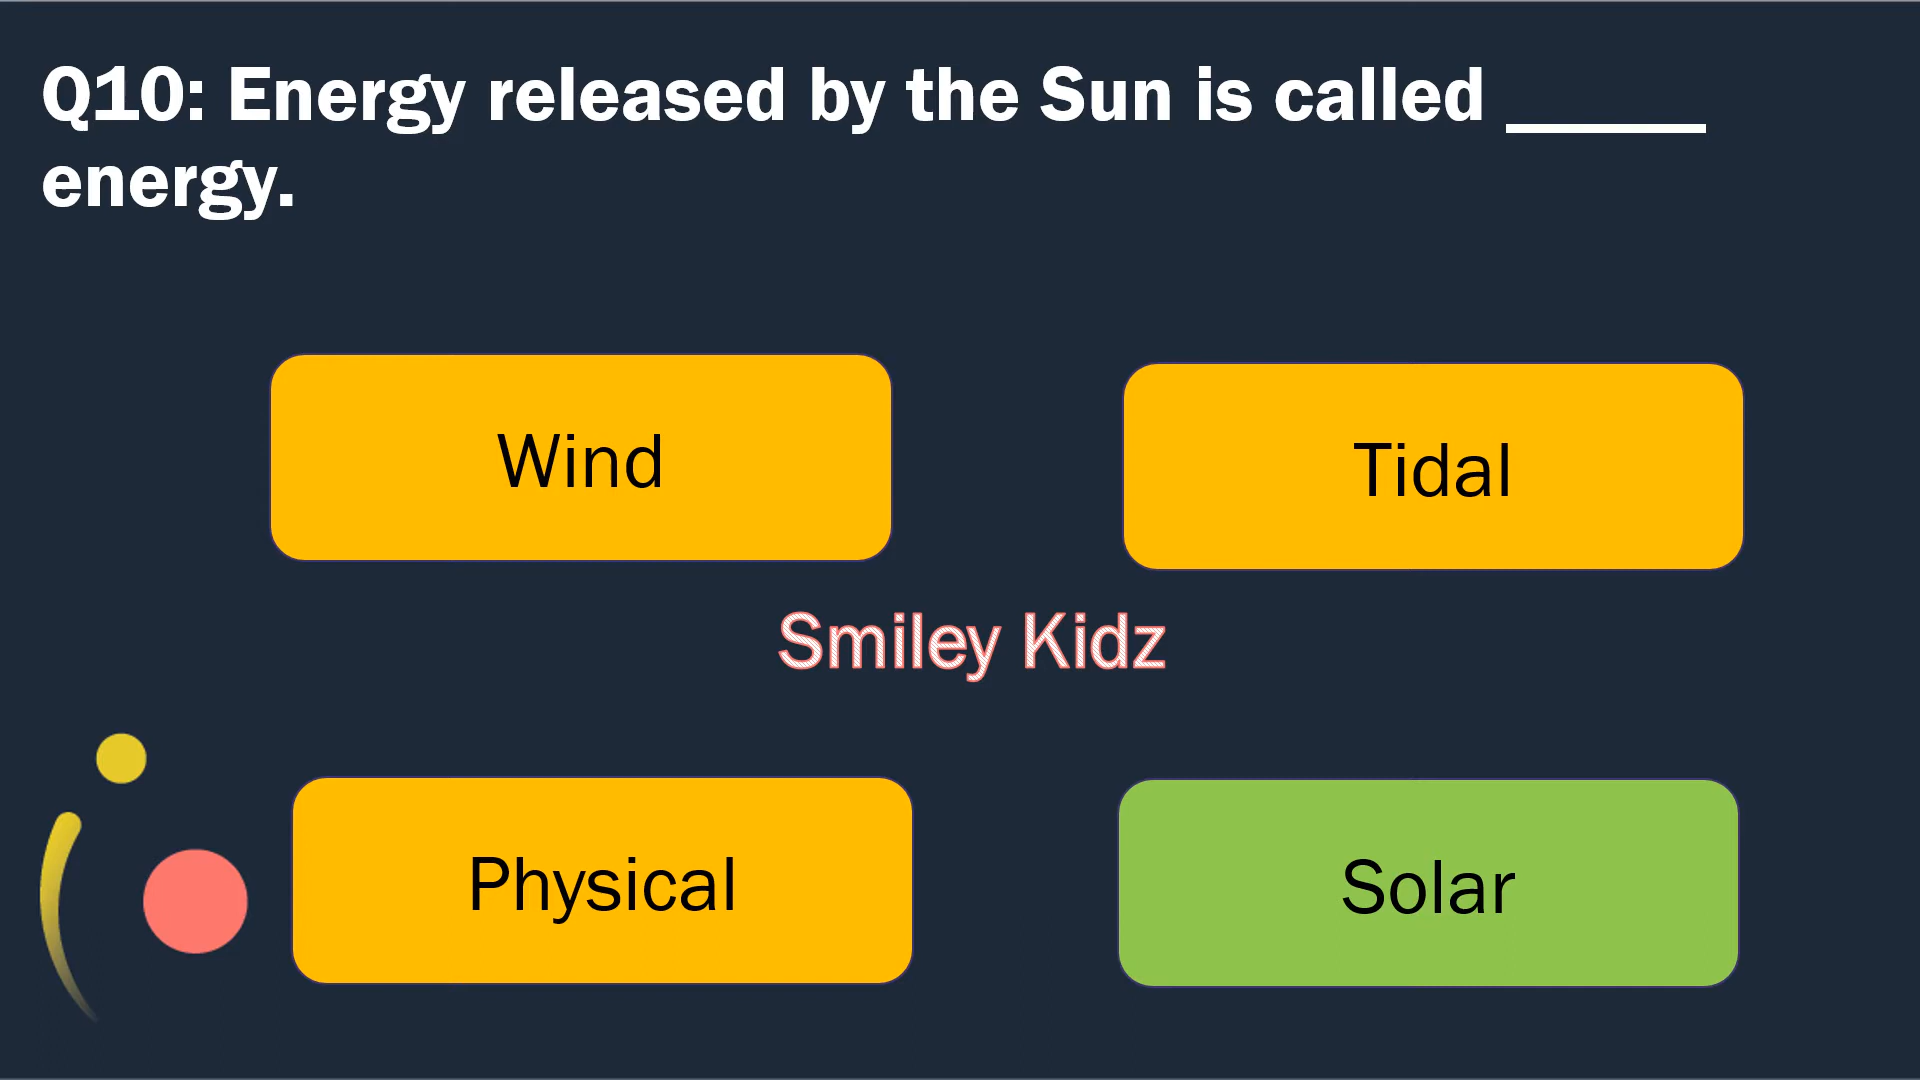 Q10: Energy released by the Sun is called _____
energy.
Wind
Tidal
Smiley Kidz
Physical
Solar